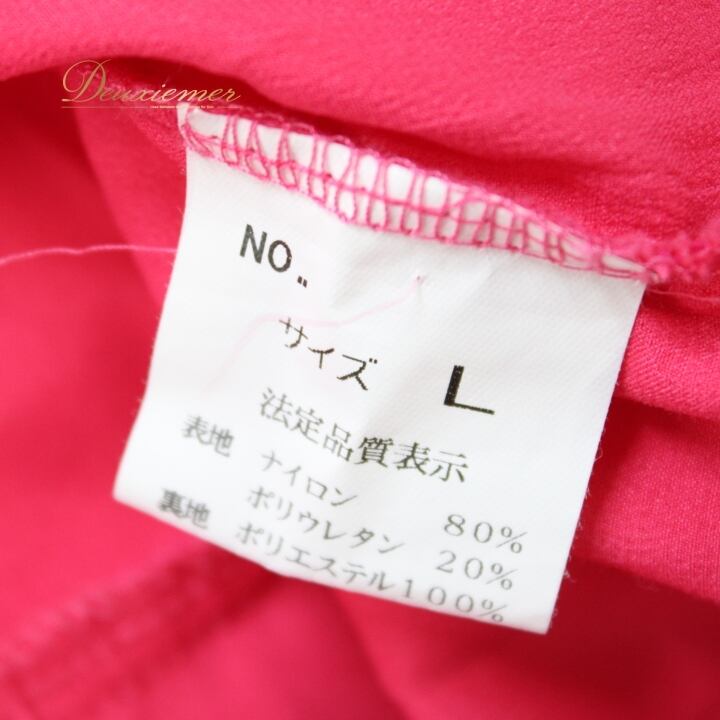 Deuxiemer
NO..
サイズ L
法定品質表示
表地 ナイロン 80%
ポリウレタン 20%
裏地 ポリエステル100%